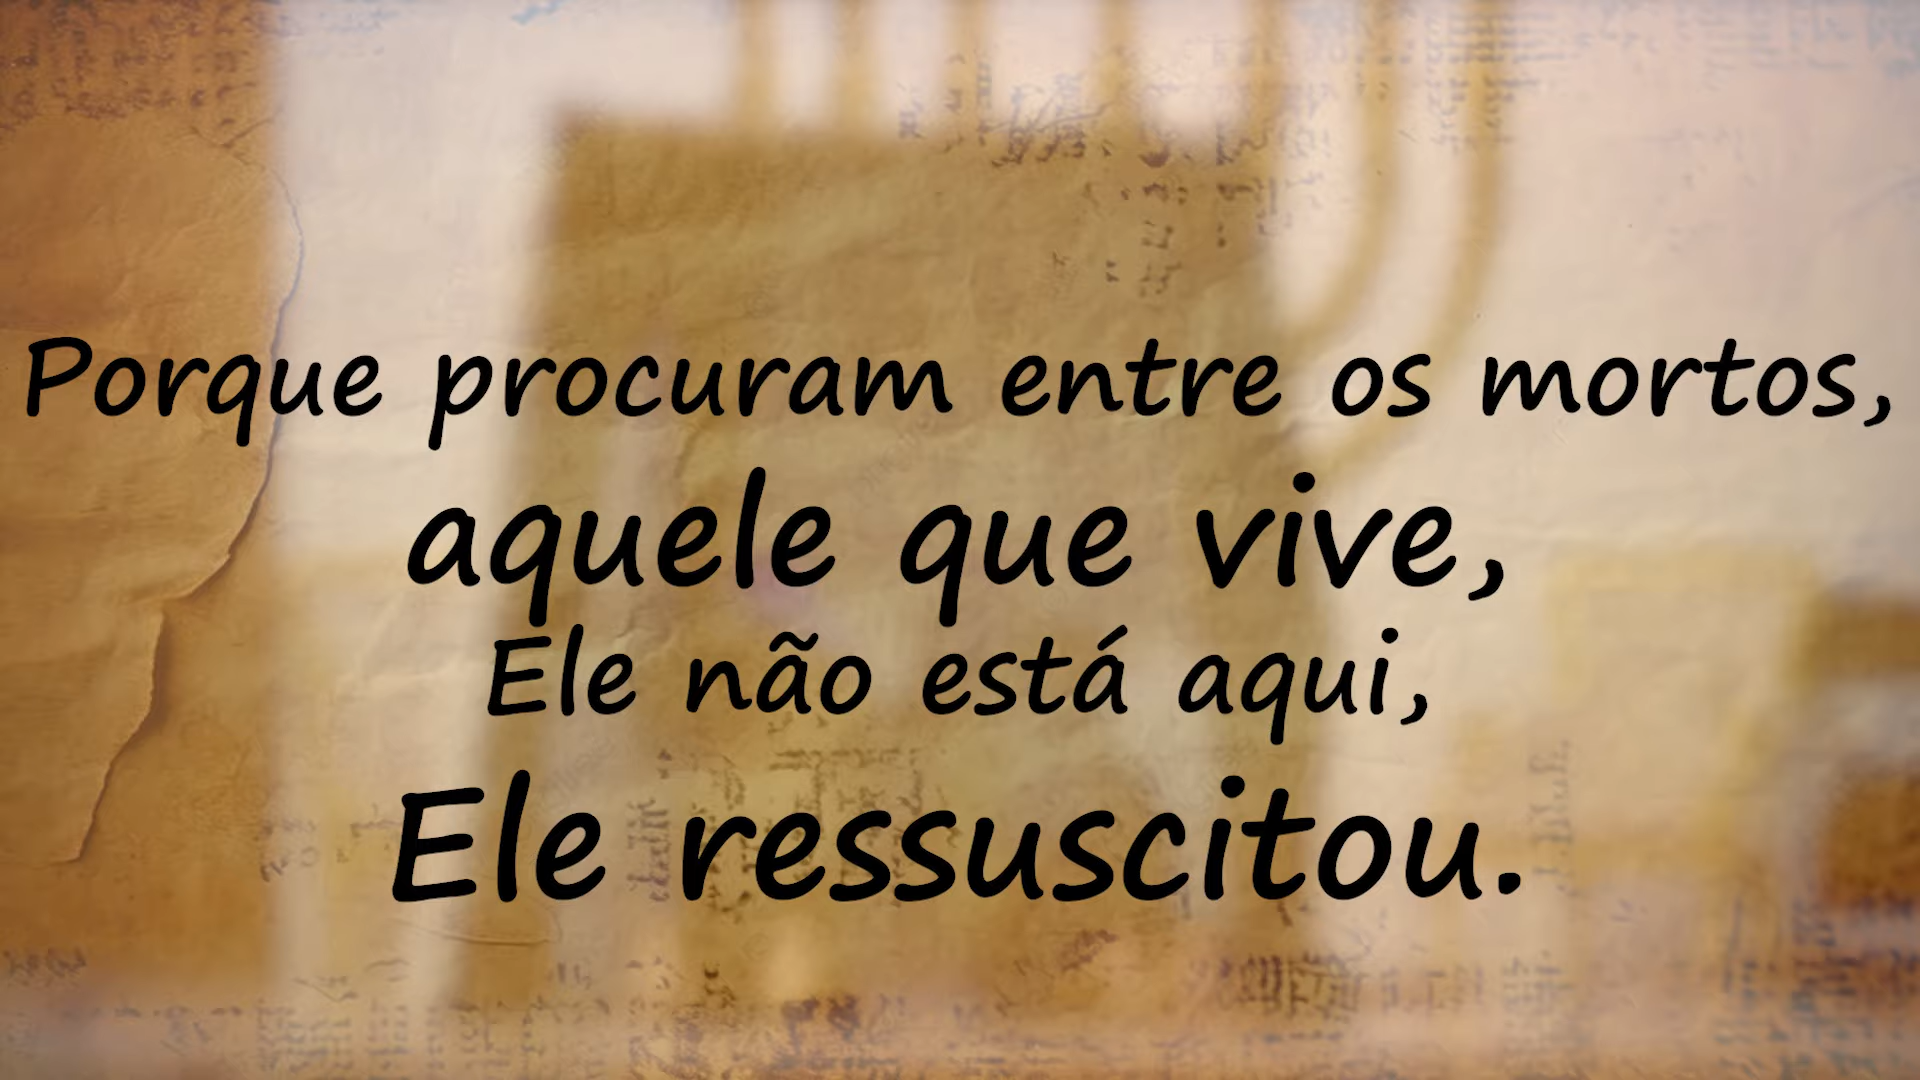 Porque procuram entre os mortos,
aquele que vive,
Ele não está aqui,
Ele ressuscitou.